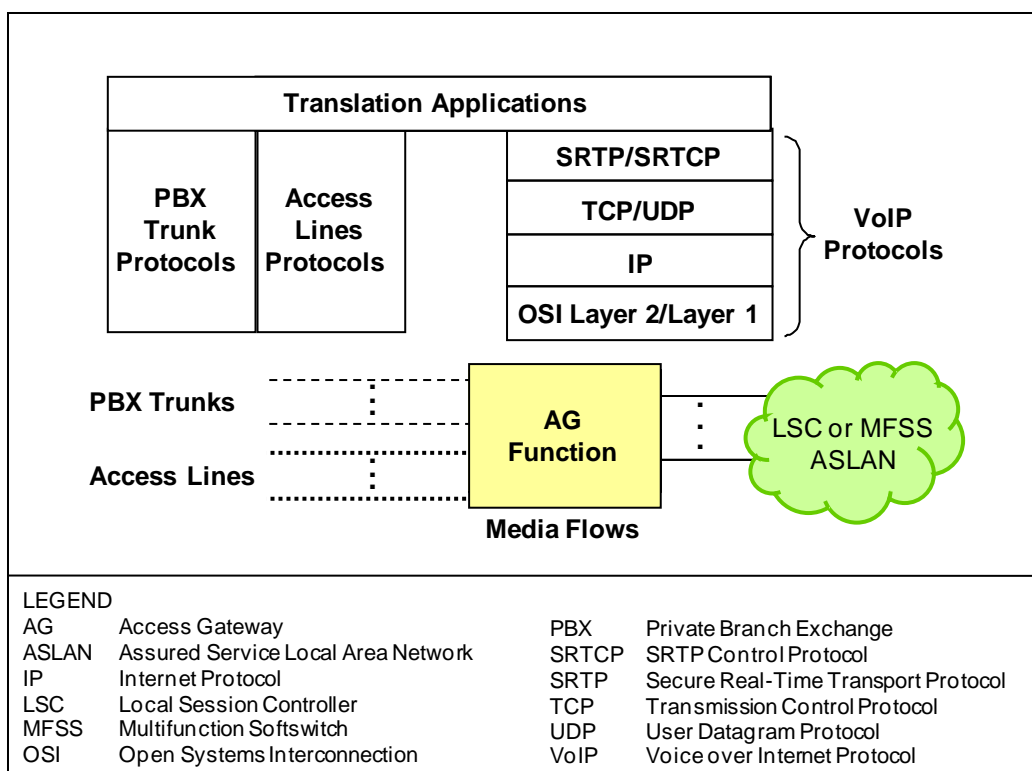 Translation Applications
PBX
Trunk
Protocols
Access
Lines
Protocols
SRTP/SRTCP
TCP/UDP
IP
OSI Layer 2/Layer 1
VoIP
Protocols
PBX Trunks
Access Lines
AG
Function
Media Flows
LSC or MFSS
ASLAN
LEGEND
AG Access Gateway
ASLAN Assured Service Local Area Network
IP Internet Protocol
LSC Local Session Controller
MFSS Multifunction Softswitch
OSI Open Systems Interconnection
PBX Private Branch Exchange
SRTCP SRTP Control Protocol
SRTP Secure Real-Time Transport Protocol
TCP Transmission Control Protocol
UDP User Datagram Protocol
VoIP Voice over Internet Protocol